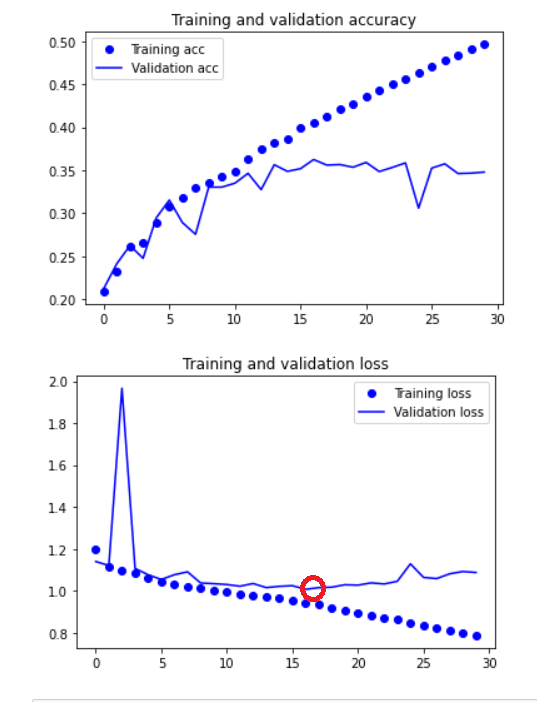 Training and validation accuracy
0.50
Training acc
Validation acc
0.45
0.40
0.35
0.30
0.25
0.20
0 5 10 15 20 25 30
Training and validation loss
2.0
Training loss
Validation loss
1.8
1.6
1.4
1.2
1.0
0.8
0 5 10 15 20 25 30